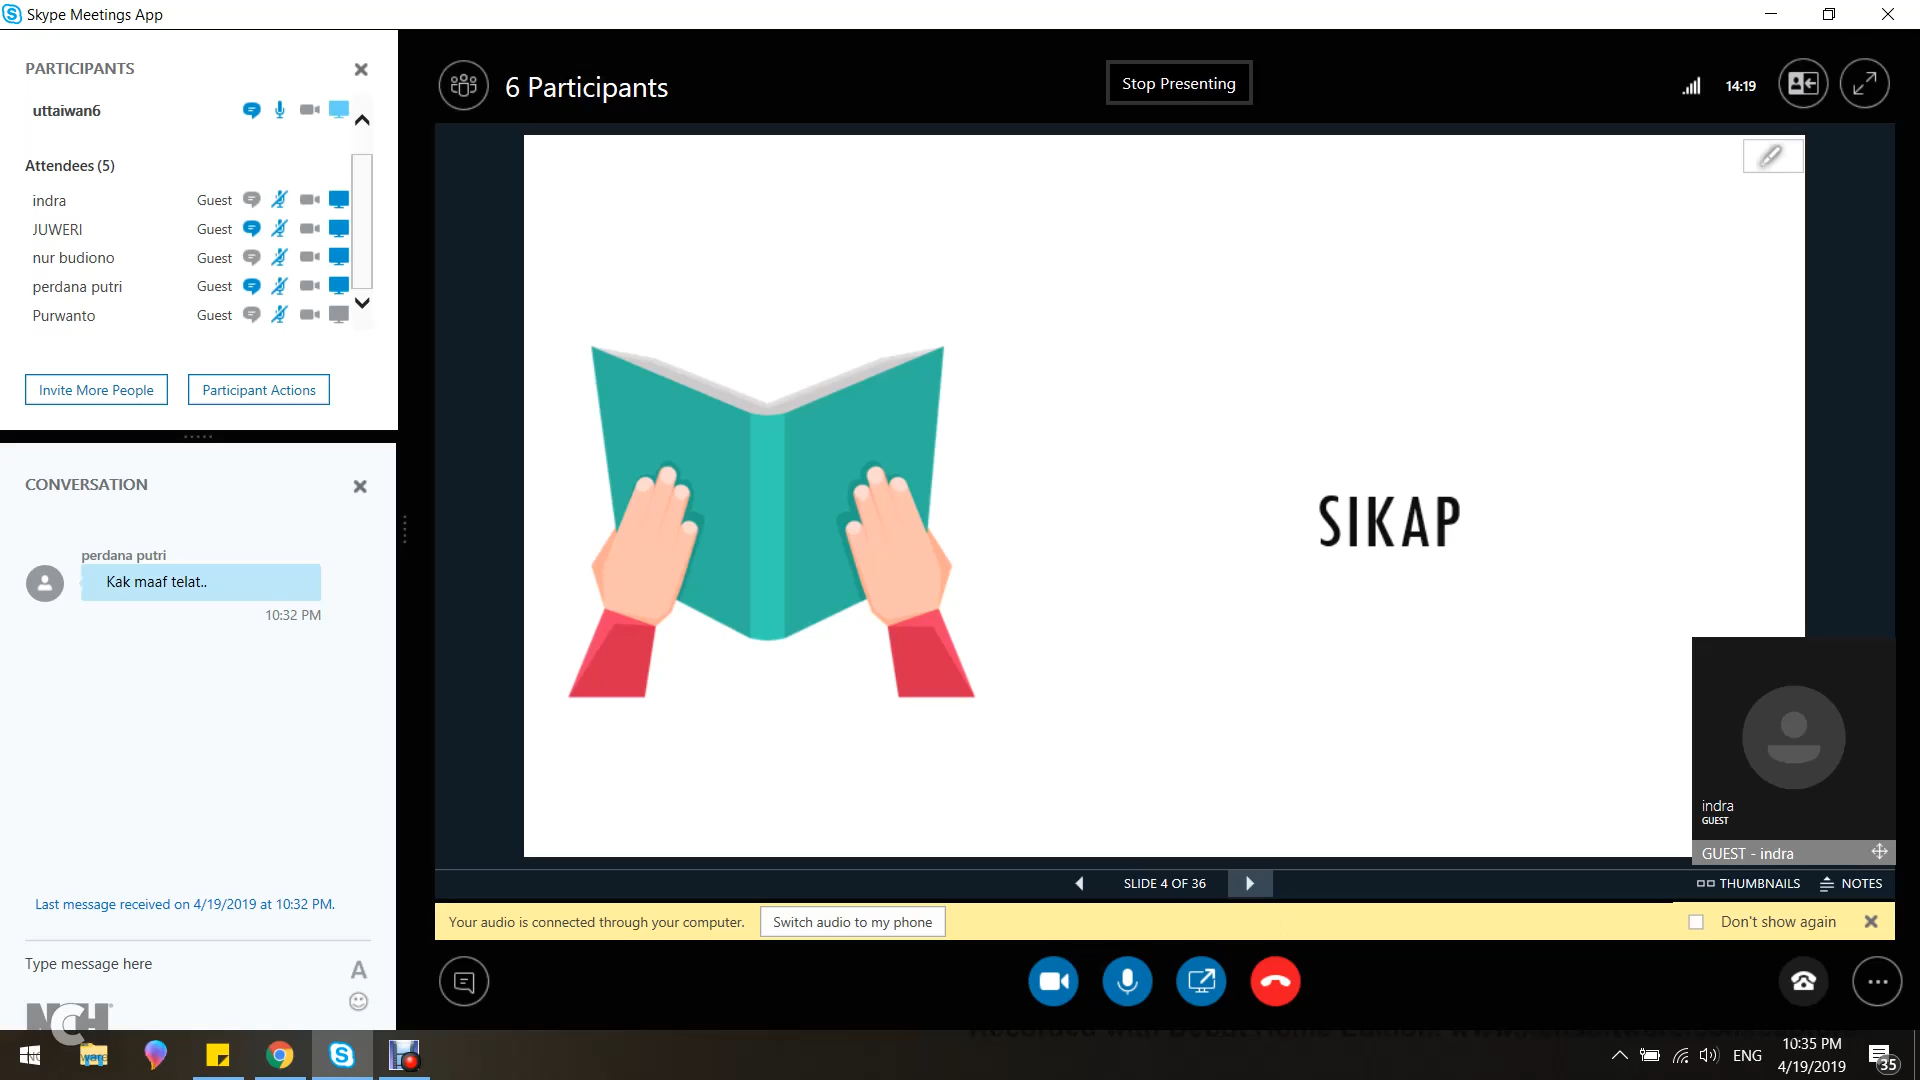 Skype Meetings App
PARTICIPANTS
uttaiwan6
Attendees (5)
indra Guest
JUWERI Guest
nur budiono Guest
perdana putri Guest
Purwanto Guest
Invite More People Participant Actions
CONVERSATION
perdana putri
Kak maaf telat..
10:32 PM
Last message received on 4/19/2019 at 10:32 PM.
Type message here
A
NCH
6 Participants
Stop Presenting
14:19
SIKAP
indra
GUEST
GUEST - indra
SLIDE 4 OF 36
THUMBNAILS NOTES
Your audio is connected through your computer. Switch audio to my phone Don't show again
ENG
10:35 PM
4/19/2019
35